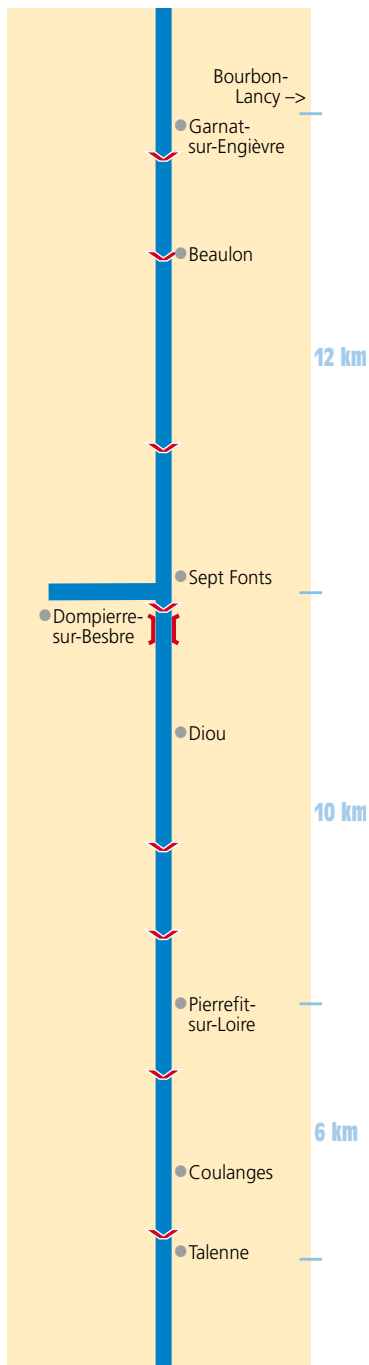 Bourbon-
Lancy –>
Garnat-
sur-Engièvre
Beaulon
12 km
Sept Fonts
Dompierre-
sur-Besbre
Diou
10 km
Pierrefit-
sur-Loire
6 km
Coulanges
Talenne